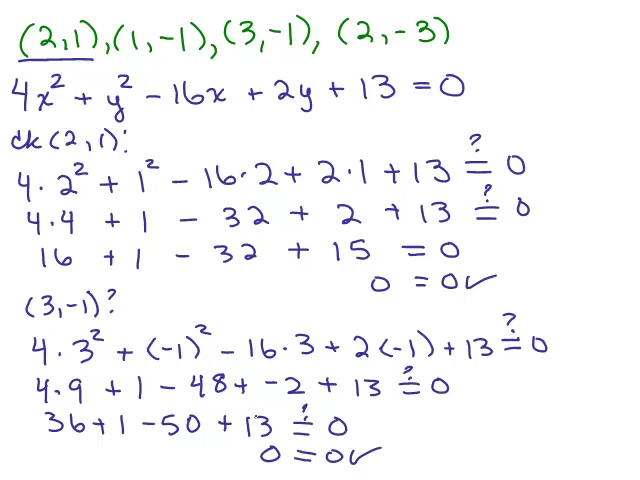 (2,1), (1,-1), (3,-1), (2,-3)
4x² + y² - 16x + 2y + 13 = 0
ck (2,1):
4·2² + 1² - 16·2 + 2·1 + 13 ≟ 0
4·4 + 1 - 32 + 2 + 13 ≟ 0
16 + 1 - 32 + 15 = 0
0 = 0 ✓
(3,-1)?
4·3² + (-1)² - 16·3 + 2(-1) + 13 ≟ 0
4·9 + 1 - 48 + -2 + 13 ≟ 0
36 + 1 - 50 + 13 ≟ 0
0 = 0 ✓